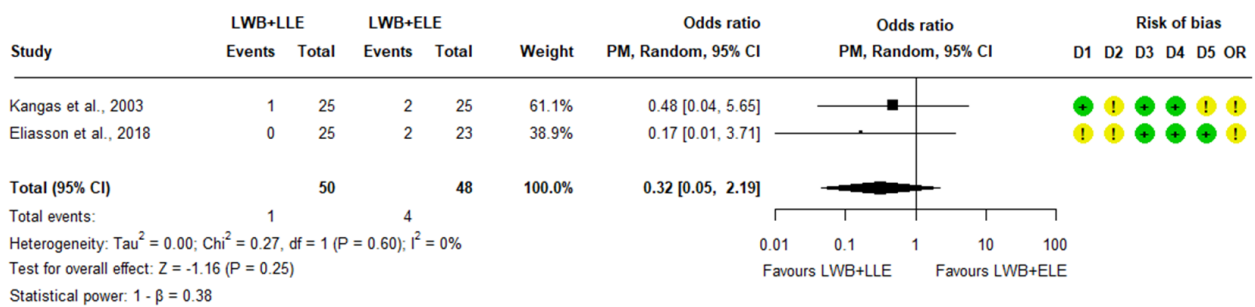 LWB+LLE LWB+ELE Odds ratio Odds ratio Risk of bias
Study Events Total Events Total Weight PM, Random, 95% CI PM, Random, 95% CI D1 D2 D3 D4 D5 OR
Kangas et al., 2003 1 25 2 25 61.1% 0.48 [0.04, 5.65] + ! + + ! !
Eliasson et al., 2018 0 25 2 23 38.9% 0.17 [0.01, 3.71] ! ! + + + !
Total (95% CI) 50 48 100.0% 0.32 [0.05, 2.19]
Total events: 1 4
Heterogeneity: Tau² = 0.00; Chi² = 0.27, df = 1 (P = 0.60); I² = 0%
0.01 0.1 1 10 100
Test for overall effect: Z = -1.16 (P = 0.25)
Favours LWB+LLE Favours LWB+ELE
Statistical power: 1 - β = 0.38